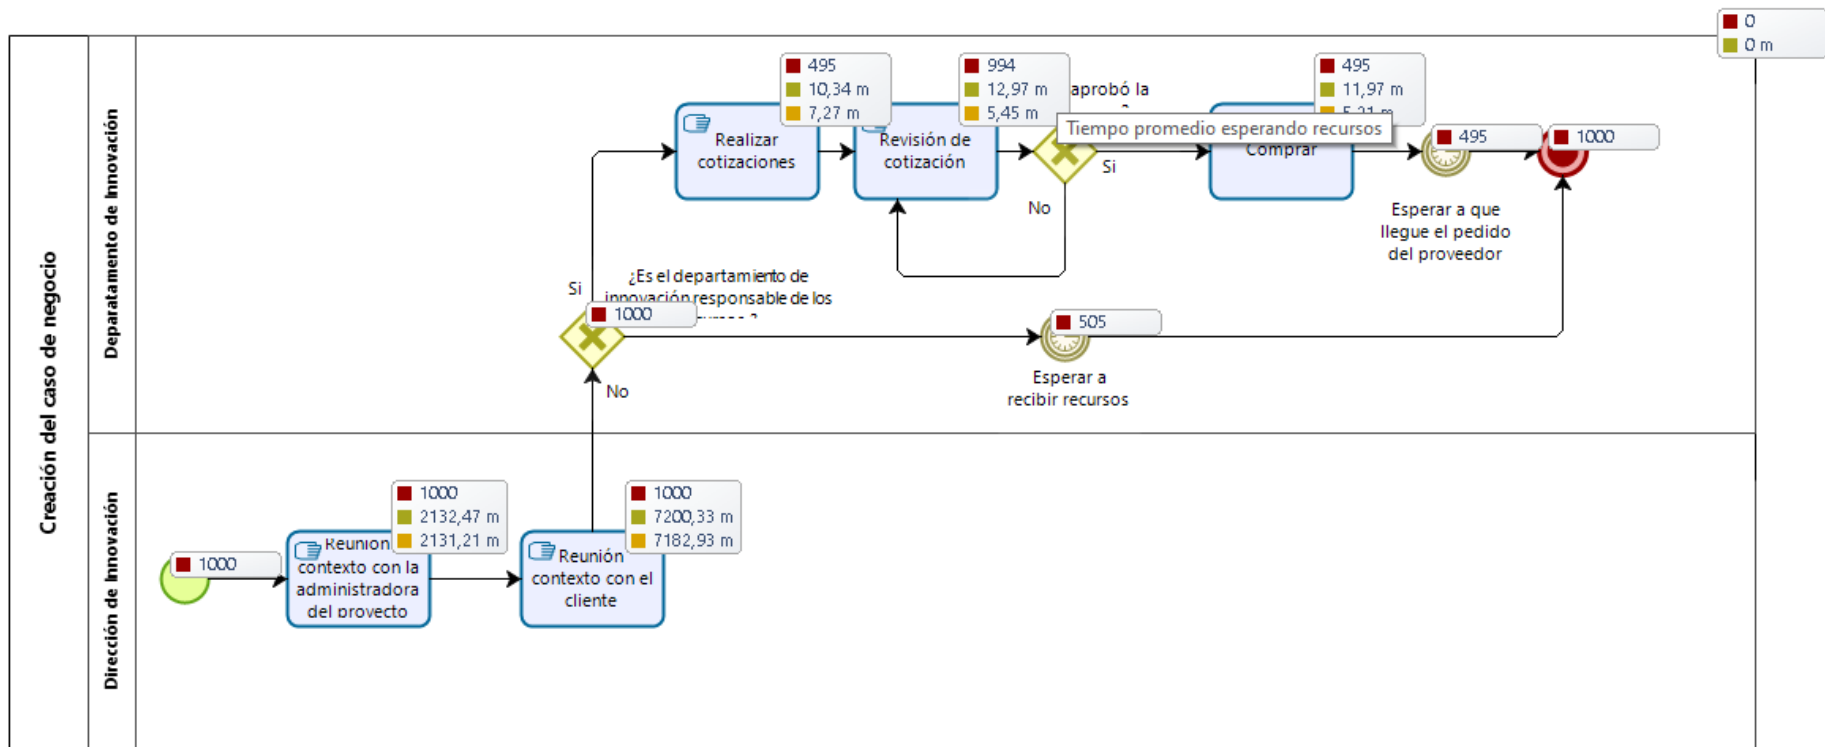 0
0 m
Creación del caso de negocio
Deparatamento de Innovación
495
10,34 m
7,27 m
994
12,97 m
5,45 m
495
11,97 m
aprobó la
Tiempo promedio esperando recursos
Realizar
cotizaciones
Revisión de
cotización
Comprar
495
1000
Si
No
Esperar a que
llegue el pedido
del proveedor
¿Es el departamiento de
innovación responsable de los
Si
1000
505
No
Esperar a
recibir recursos
Dirección de Innovación
1000
2132,47 m
2131,21 m
1000
7200,33 m
7182,93 m
1000
Reunión
contexto con la
administradora
del proyecto
Reunión
contexto con el
cliente